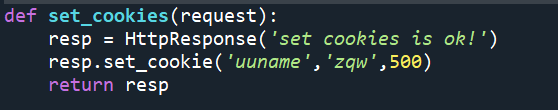 def set_cookies(request):
    resp = HttpResponse('set cookies is ok!')
    resp.set_cookie('uuname','zqw',500)
    return resp